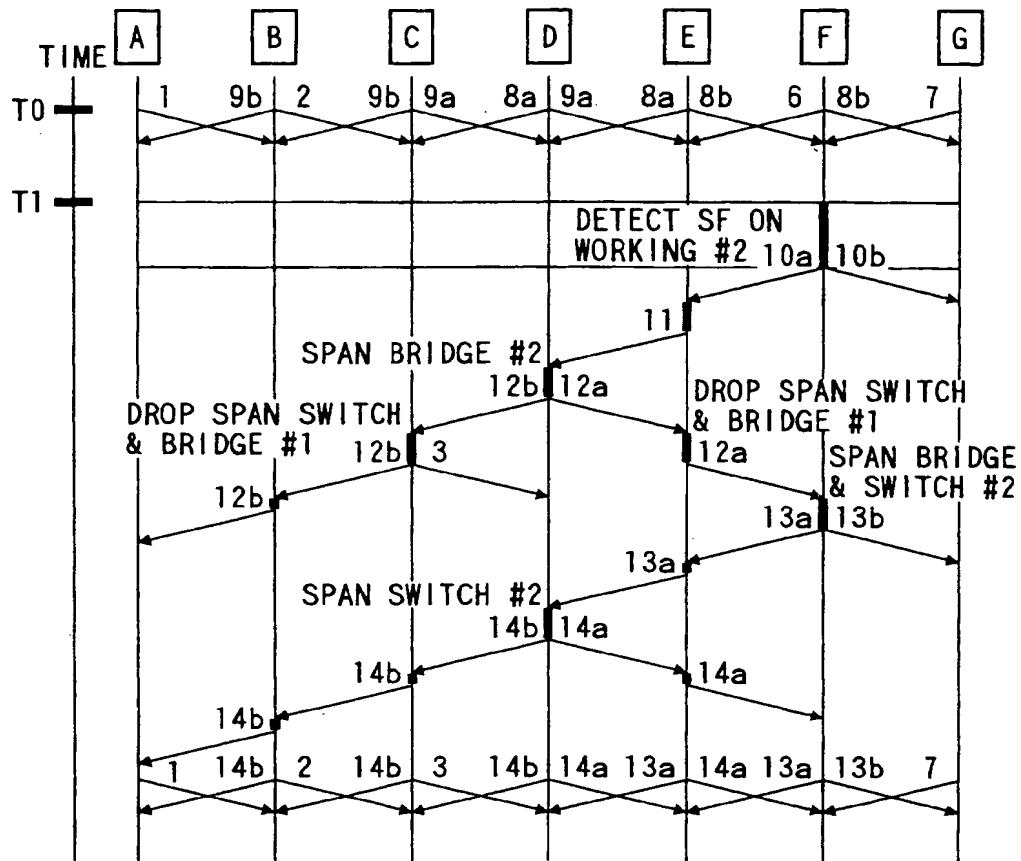 A B C D E F G
TIME
T0 1 9b 2 9b 9a 8a 9a 8a 8b 6 8b 7
T1
DETECT SF ON
WORKING #2 10a 10b
11
SPAN BRIDGE #2
12b 12a
DROP SPAN SWITCH
& BRIDGE #1
DROP SPAN SWITCH
& BRIDGE #1
12b 3 12a
SPAN BRIDGE
& SWITCH #2
12b 13a 13b
13a
SPAN SWITCH #2
14b 14a
14b 14a
14b
1 14b 2 14b 3 14b 14a 13a 14a 13a 13b 7